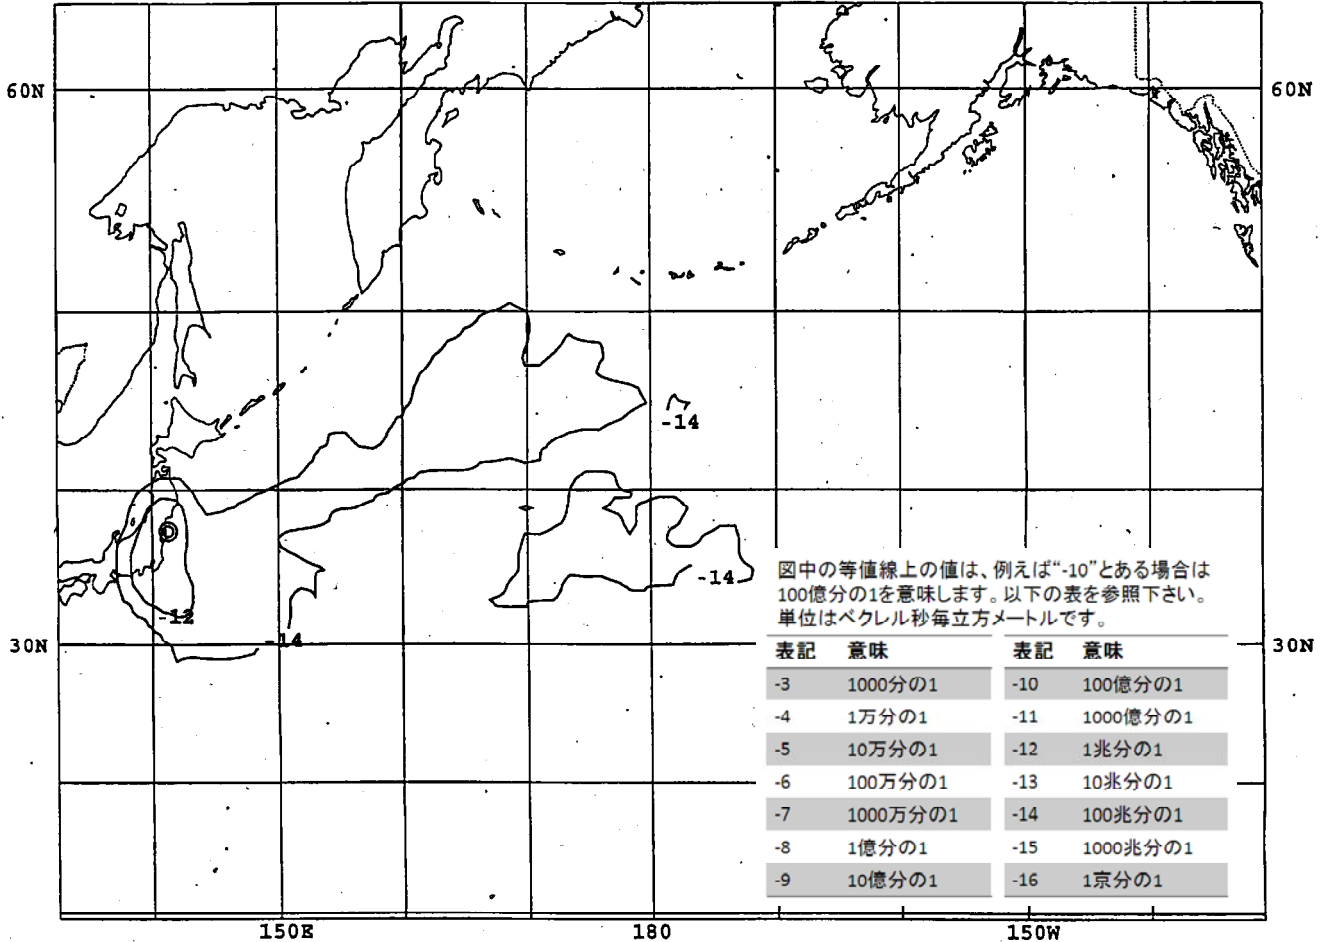 60N
60N
-14
-14
-12
-14
30N
30N
図中の等値線上の値は、例えば“-10”とある場合は
100億分の1を意味します。以下の表を参照下さい。
単位はベクレル秒毎立方メートルです。
表記 意味 表記 意味
-3 1000分の1 -10 100億分の1
-4 1万分の1 -11 1000億分の1
-5 10万分の1 -12 1兆分の1
-6 100万分の1 -13 10兆分の1
-7 1000万分の1 -14 100兆分の1
-8 1億分の1 -15 1000兆分の1
-9 10億分の1 -16 1京分の1
150E 180 150W